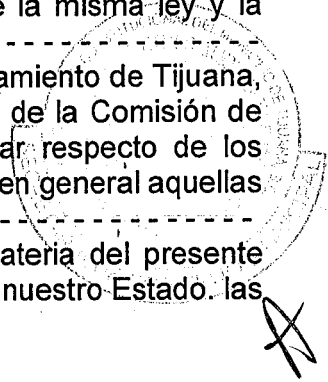 e la misma ley y la
- - - - - - - - - - - - - - - - - - -
amiento de Tijuana,
de la Comisión de
ar respecto de los
en general aquellas
- - - - - - - - - - - - - - - - - - -
ateria del presente
nuestro Estado. las